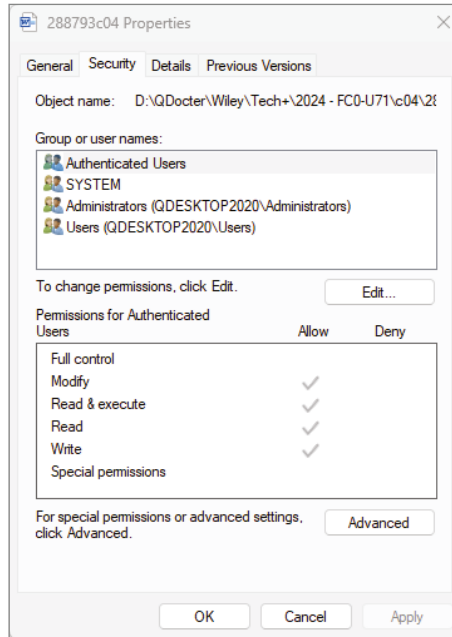 288793c04 Properties
General Security Details Previous Versions
Object name: D:\QDocter\Wiley\Tech+\2024 - FC0-U71\c04\28
Group or user names:
Authenticated Users
SYSTEM
Administrators (QDESKTOP2020\Administrators)
Users (QDESKTOP2020\Users)
To change permissions, click Edit.
Edit...
Permissions for Authenticated
Users Allow Deny
Full control
Modify
Read & execute
Read
Write
Special permissions
For special permissions or advanced settings,
click Advanced.
Advanced
OK Cancel Apply